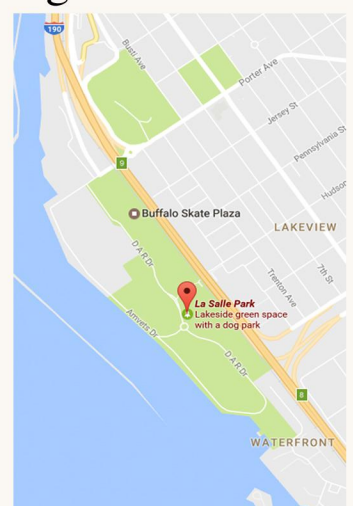 190
Busti Ave
Porter Ave
Jersey St
Pennsylvania St
Hudson
9
Buffalo Skate Plaza
LAKEVIEW
D A R Dr
7th St
Trenton Ave
La Salle Park
Lakeside green space
with a dog park
Amvets Dr
D A R Dr
8
WATERFRONT